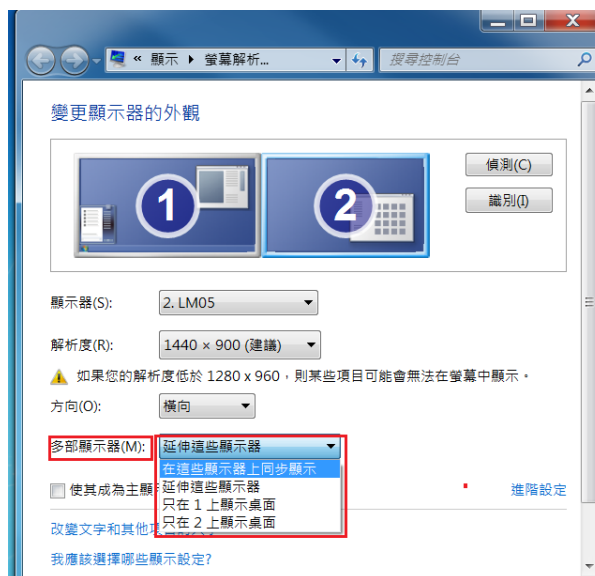 « 顯示 ▸ 螢幕解析... 搜尋控制台
變更顯示器的外觀
1 2
偵測(C)
識別(I)
顯示器(S): 2. LM05
解析度(R): 1440 × 900 (建議)
如果您的解析度低於 1280 x 960，則某些項目可能會無法在螢幕中顯示。
方向(O): 橫向
多部顯示器(M): 延伸這些顯示器
在這些顯示器上同步顯示
延伸這些顯示器
只在 1 上顯示桌面
只在 2 上顯示桌面
使其成為主顯 進階設定
改變文字和其他
我應該選擇哪些顯示設定?